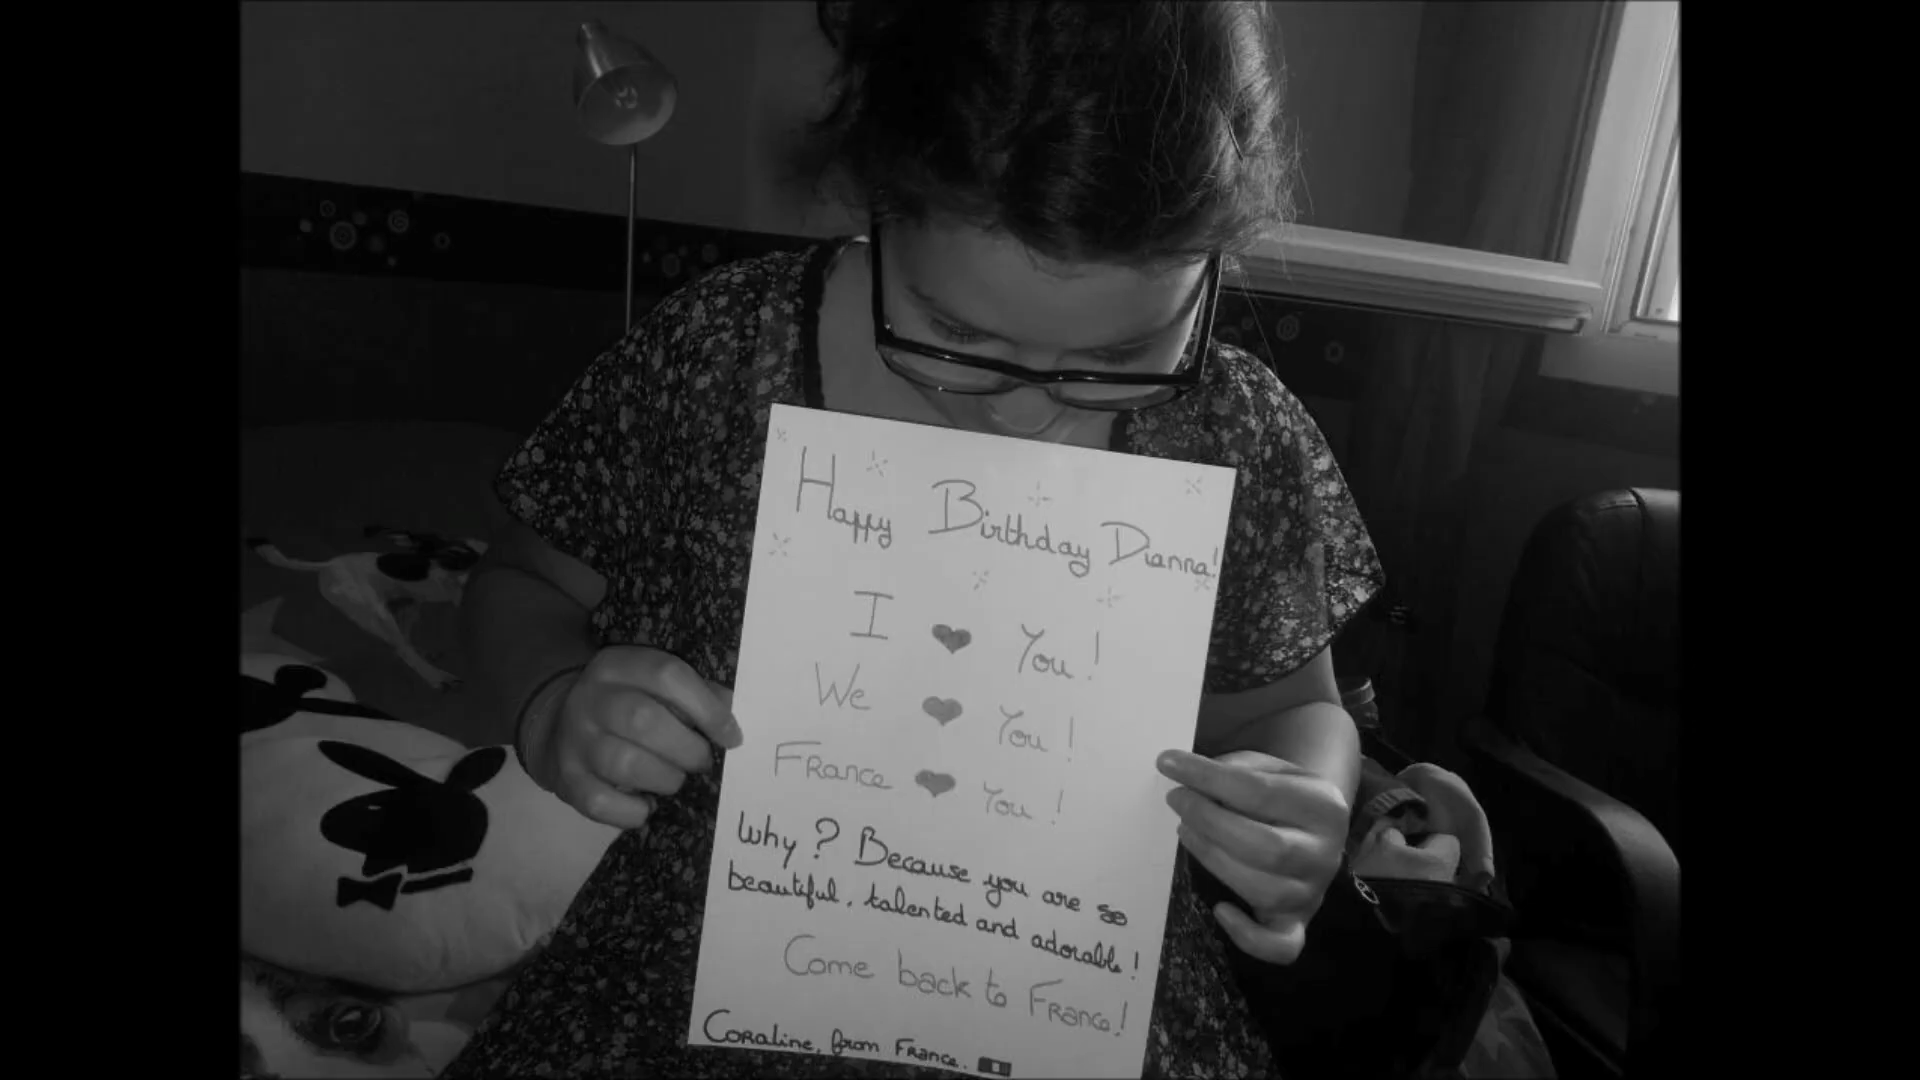 Happy Birthday Dianna!
I ♥ You!
We ♥ You!
France ♥ You!
Why? Because you are so
beautiful, talented and adorable!
Come back to France!
Coraline, from France.